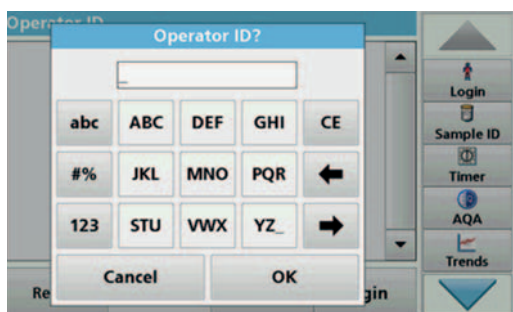 Operator ID
Operator ID?
_
abc ABC DEF GHI CE
#% JKL MNO PQR
123 STU VWX YZ_
Cancel OK
Login
Sample ID
Timer
AQA
Trends